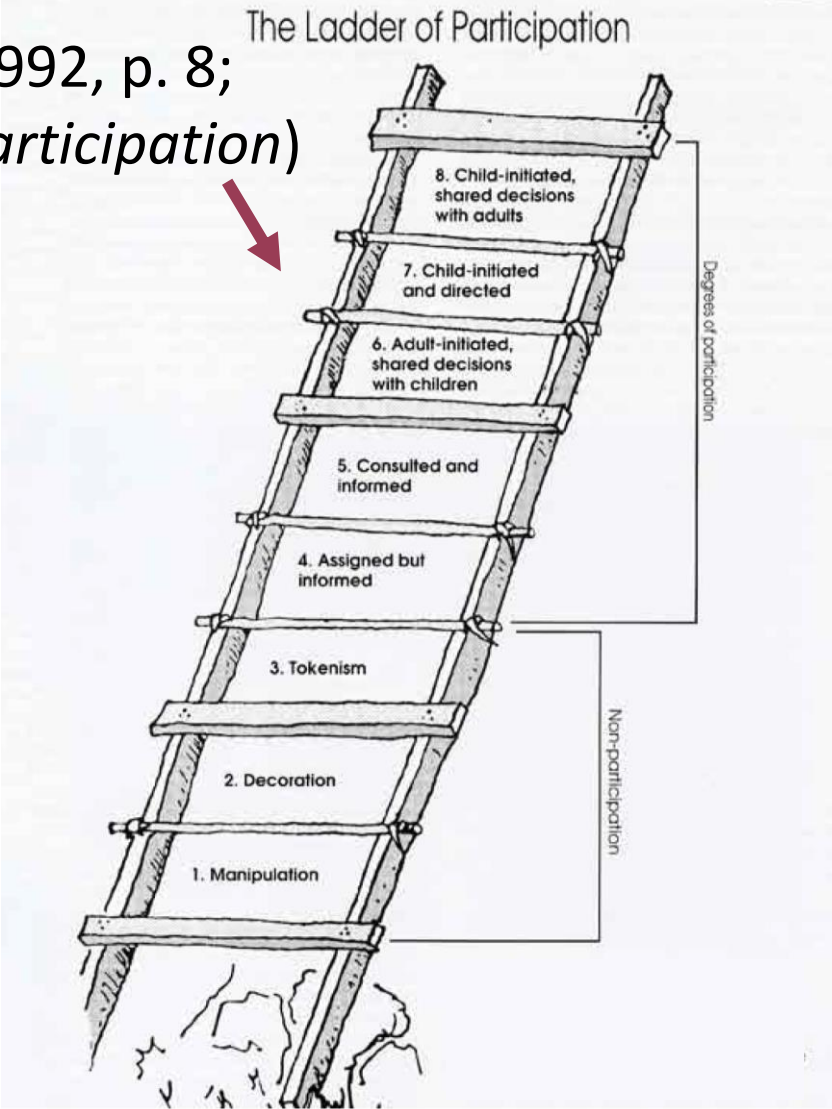 The Ladder of Participation
992, p. 8;
articipation)
8. Child-initiated,
shared decisions
with adults
7. Child-initiated
and directed
6. Adult-initiated,
shared decisions
with children
5. Consulted and
informed
4. Assigned but
informed
3. Tokenism
2. Decoration
1. Manipulation
Degrees of participation
Non-participation